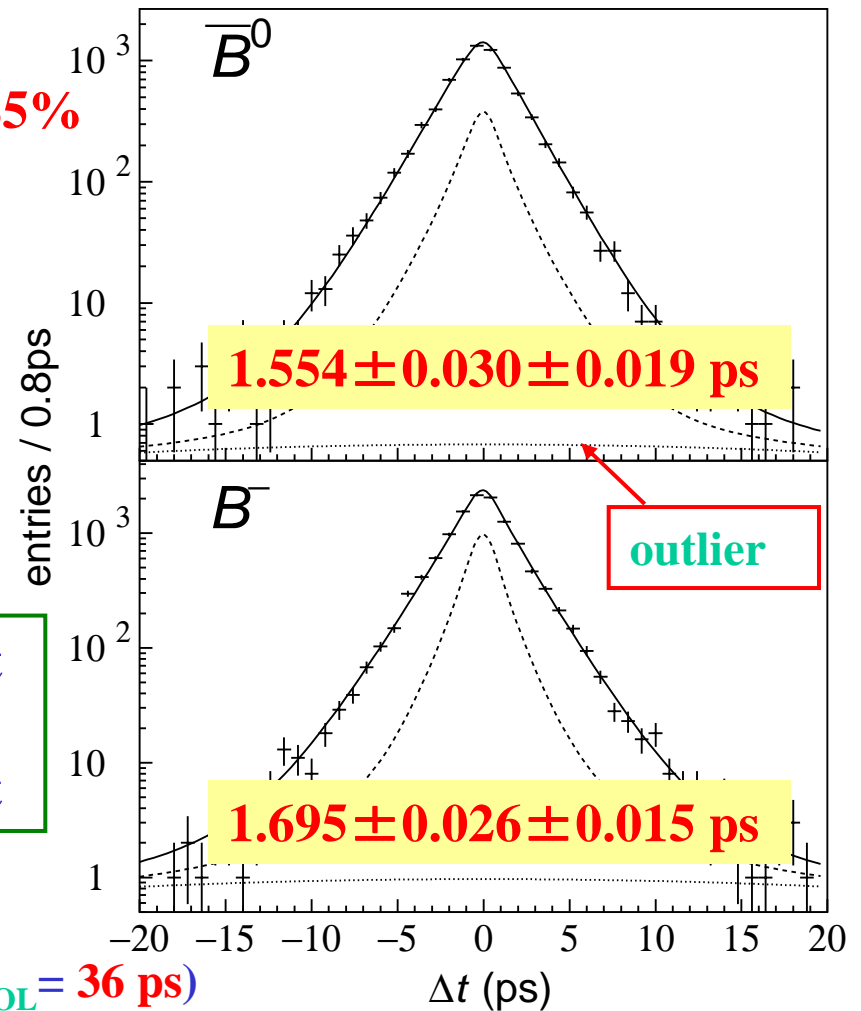 B̅⁰
5%
10³
10²
10
1
entries / 0.8ps
1.554±0.030±0.019 ps
B⁻
outlier
10³
10²
10
1
1.695±0.026±0.015 ps
−20 −15 −10 −5 0 5 10 15 20
OL = 36 ps)
Δt (ps)